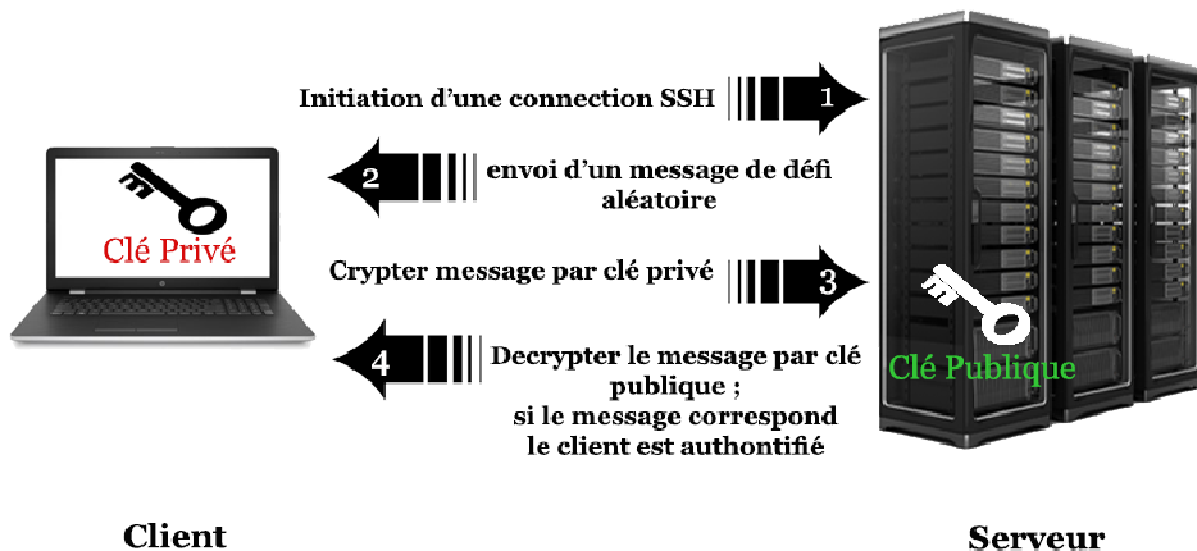 Initiation d'une connection SSH
1
2
envoi d'un message de défi
aléatoire
Clé Privé
Crypter message par clé privé
3
4
Decrypter le message par clé
publique ;
si le message correspond
le client est authontifié
Clé Publique
Client
Serveur